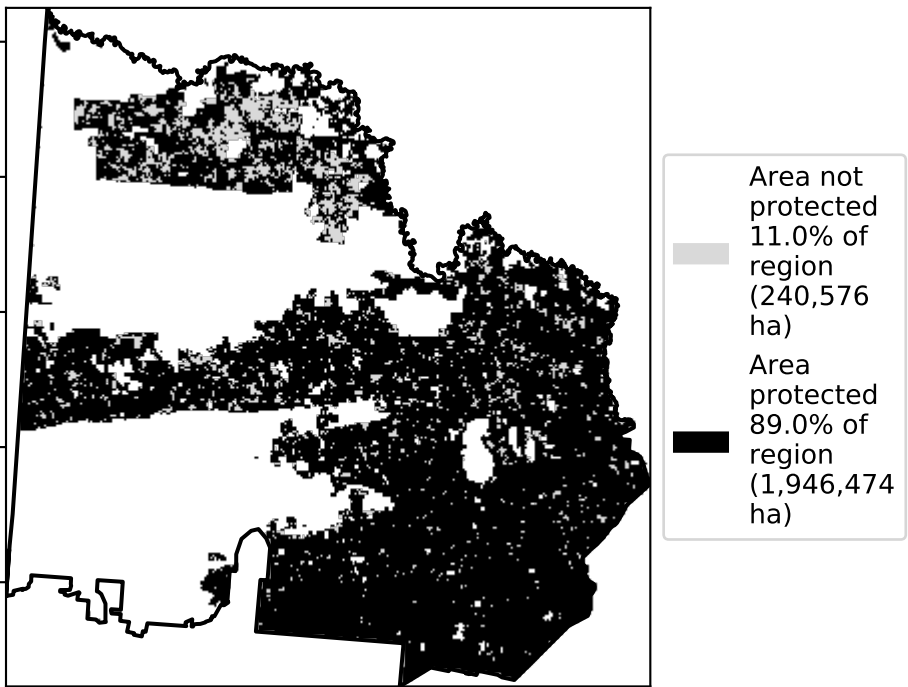 Area not
protected
11.0% of
region
(240,576
ha)
Area
protected
89.0% of
region
(1,946,474
ha)